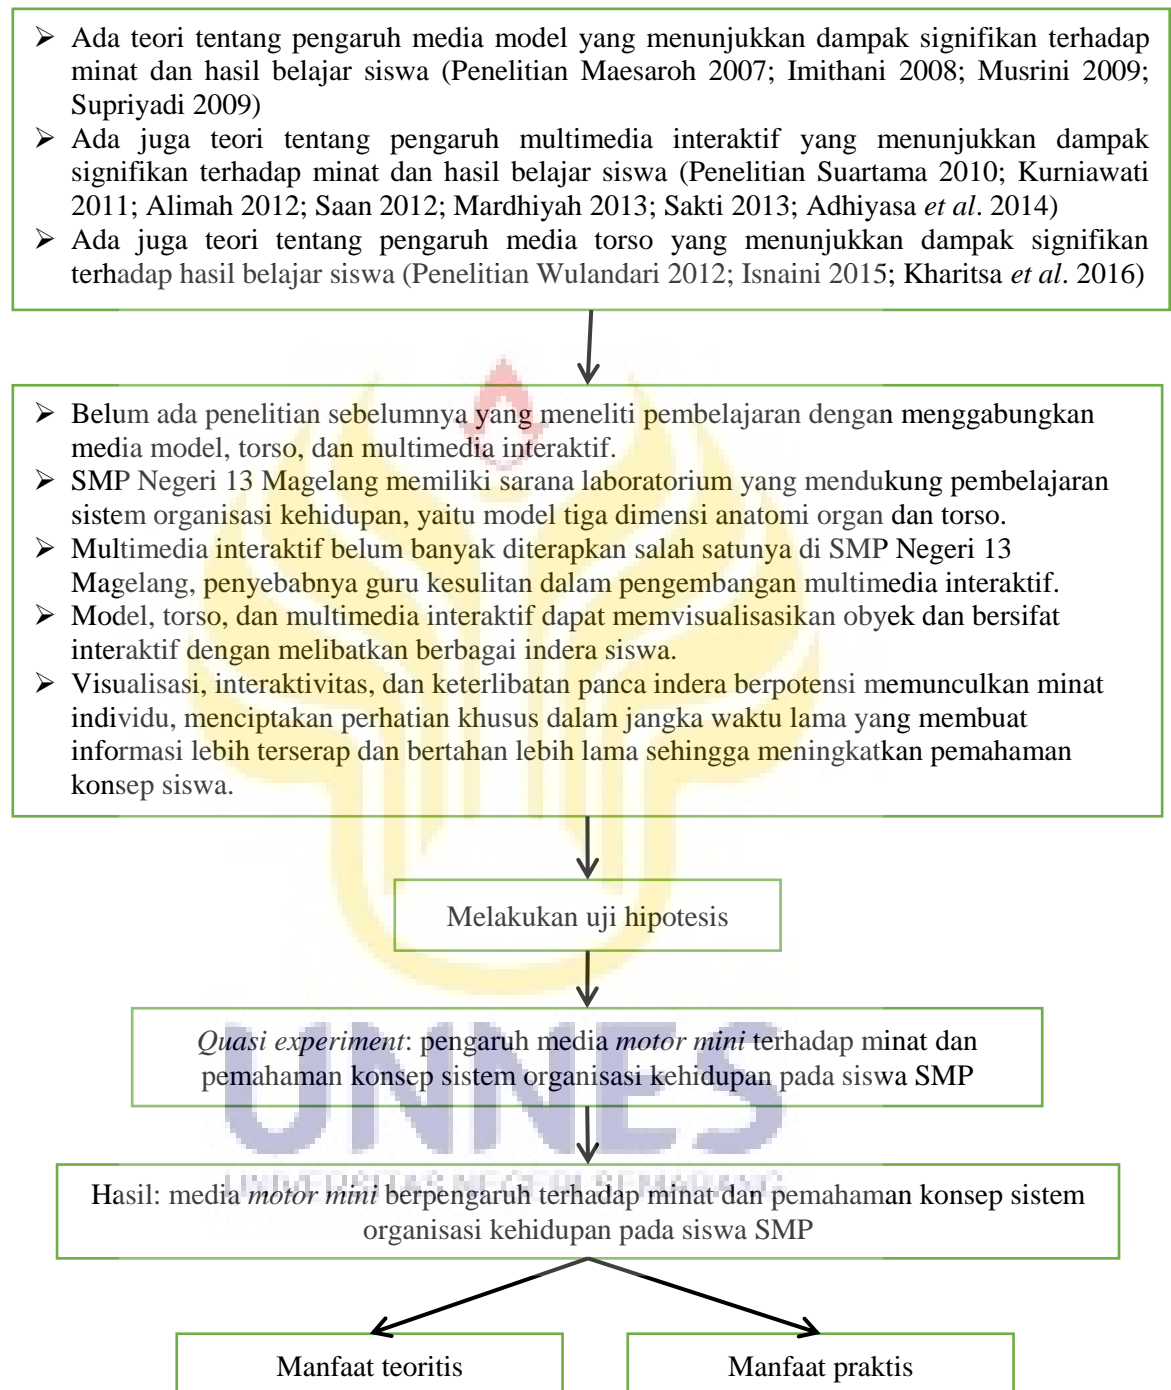 ➢ Ada teori tentang pengaruh media model yang menunjukkan dampak signifikan terhadap
minat dan hasil belajar siswa (Penelitian Maesaroh 2007; Imithani 2008; Musrini 2009;
Supriyadi 2009)
➢ Ada juga teori tentang pengaruh multimedia interaktif yang menunjukkan dampak
signifikan terhadap minat dan hasil belajar siswa (Penelitian Suartama 2010; Kurniawati
2011; Alimah 2012; Saan 2012; Mardhiyah 2013; Sakti 2013; Adhiyasa et al. 2014)
➢ Ada juga teori tentang pengaruh media torso yang menunjukkan dampak signifikan
terhadap hasil belajar siswa (Penelitian Wulandari 2012; Isnaini 2015; Kharitsa et al. 2016)
➢ Belum ada penelitian sebelumnya yang meneliti pembelajaran dengan menggabungkan
media model, torso, dan multimedia interaktif.
➢ SMP Negeri 13 Magelang memiliki sarana laboratorium yang mendukung pembelajaran
sistem organisasi kehidupan, yaitu model tiga dimensi anatomi organ dan torso.
➢ Multimedia interaktif belum banyak diterapkan salah satunya di SMP Negeri 13
Magelang, penyebabnya guru kesulitan dalam pengembangan multimedia interaktif.
➢ Model, torso, dan multimedia interaktif dapat memvisualisasikan obyek dan bersifat
interaktif dengan melibatkan berbagai indera siswa.
➢ Visualisasi, interaktivitas, dan keterlibatan panca indera berpotensi memunculkan minat
individu, menciptakan perhatian khusus dalam jangka waktu lama yang membuat
informasi lebih terserap dan bertahan lebih lama sehingga meningkatkan pemahaman
konsep siswa.
Melakukan uji hipotesis
Quasi experiment: pengaruh media motor mini terhadap minat dan
pemahaman konsep sistem organisasi kehidupan pada siswa SMP
UNNES
UNIVERSITAS NEGERI SEMARANG
Hasil: media motor mini berpengaruh terhadap minat dan pemahaman konsep sistem
organisasi kehidupan pada siswa SMP
Manfaat teoritis
Manfaat praktis